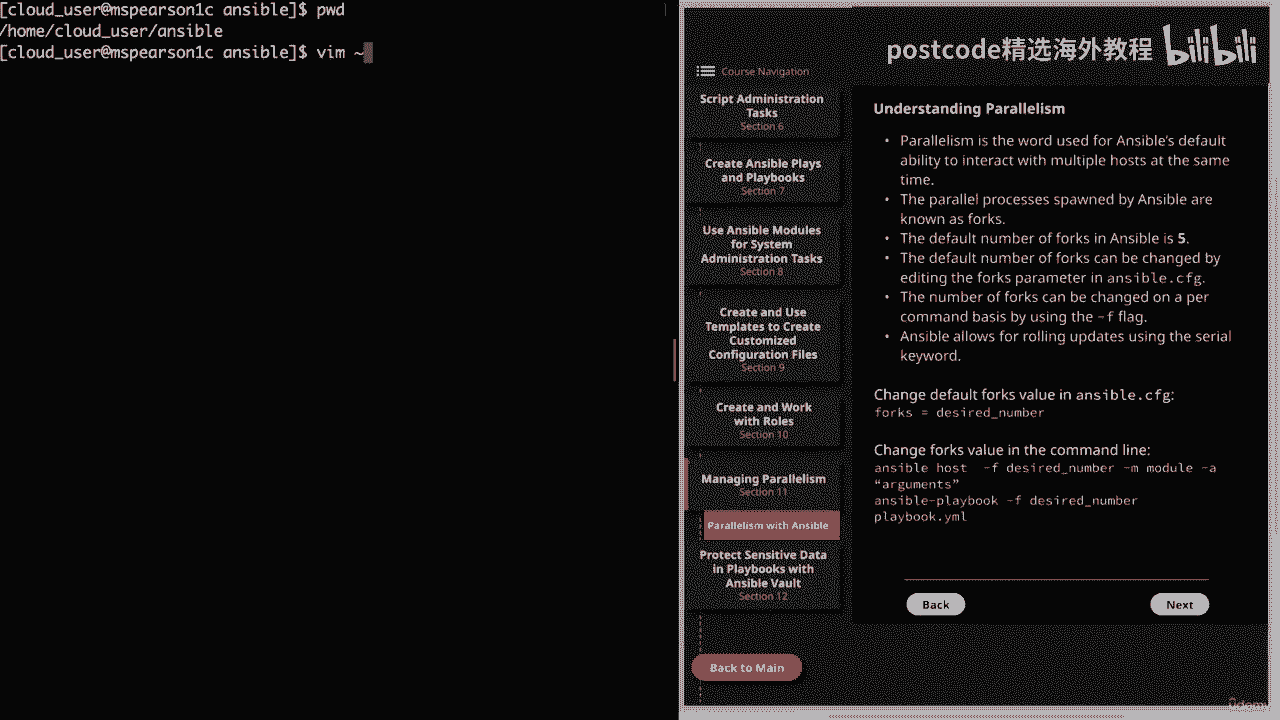 [cloud_user@mspearson1c ansible]$ pwd
/home/cloud_user/ansible
[cloud_user@mspearson1c ansible]$ vim ~
postcode精选海外教程 bilibili
Course Navigation
Script Administration
Tasks
Section 6
Create Ansible Plays
and Playbooks
Section 7
Use Ansible Modules
for System
Administration Tasks
Section 8
Create and Use
Templates to Create
Customized
Configuration Files
Section 9
Create and Work
with Roles
Section 10
Managing Parallelism
Section 11
Parallelism with Ansible
Protect Sensitive Data
in Playbooks with
Ansible Vault
Section 12
Back to Main
Understanding Parallelism
• Parallelism is the word used for Ansible's default
ability to interact with multiple hosts at the same
time.
• The parallel processes spawned by Ansible are
known as forks.
• The default number of forks in Ansible is 5.
• The default number of forks can be changed by
editing the forks parameter in ansible.cfg.
• The number of forks can be changed on a per
command basis by using the -f flag.
• Ansible allows for rolling updates using the serial
keyword.
Change default forks value in ansible.cfg:
forks = desired_number
Change forks value in the command line:
ansible host -f desired_number -m module -a
“arguments”
ansible-playbook -f desired_number
playbook.yml
Back
Next
ûdemy